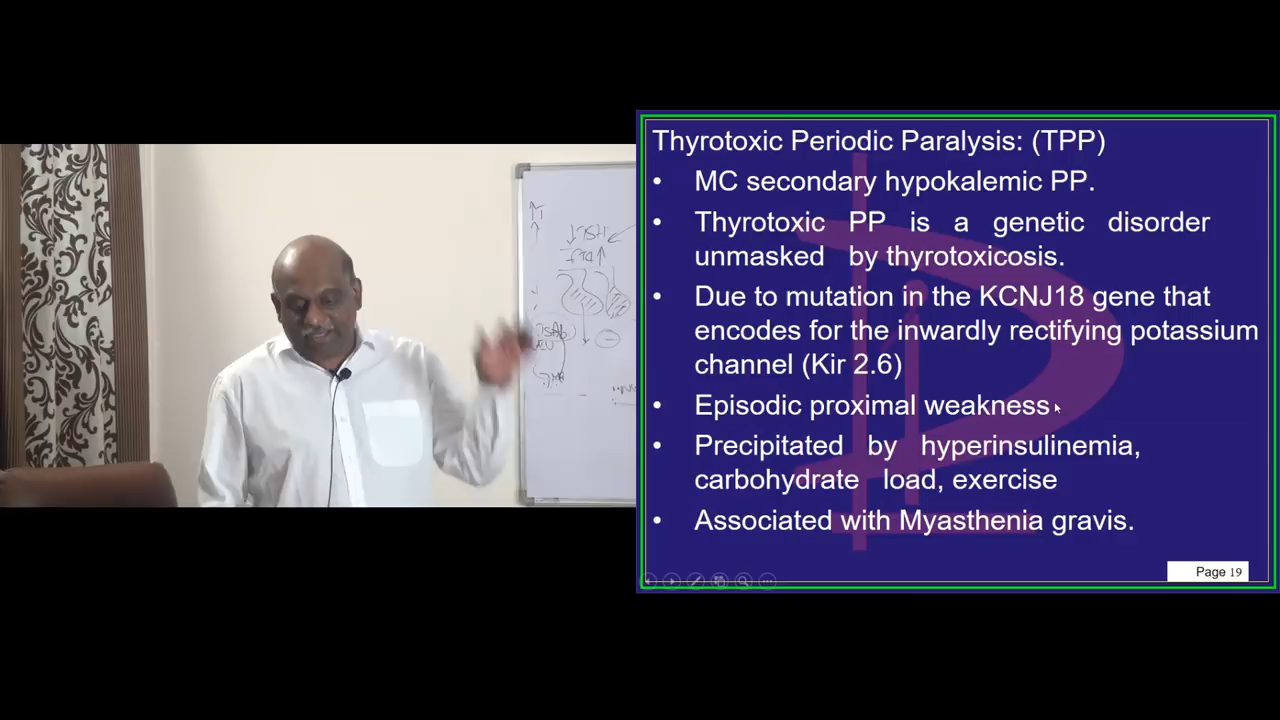 Thyrotoxic Periodic Paralysis: (TPP)
• MC secondary hypokalemic PP.
• Thyrotoxic PP is a genetic disorder
unmasked by thyrotoxicosis.
• Due to mutation in the KCNJ18 gene that
encodes for the inwardly rectifying potassium
channel (Kir 2.6)
• Episodic proximal weakness
• Precipitated by hyperinsulinemia,
carbohydrate load, exercise
• Associated with Myasthenia gravis.
Page 19